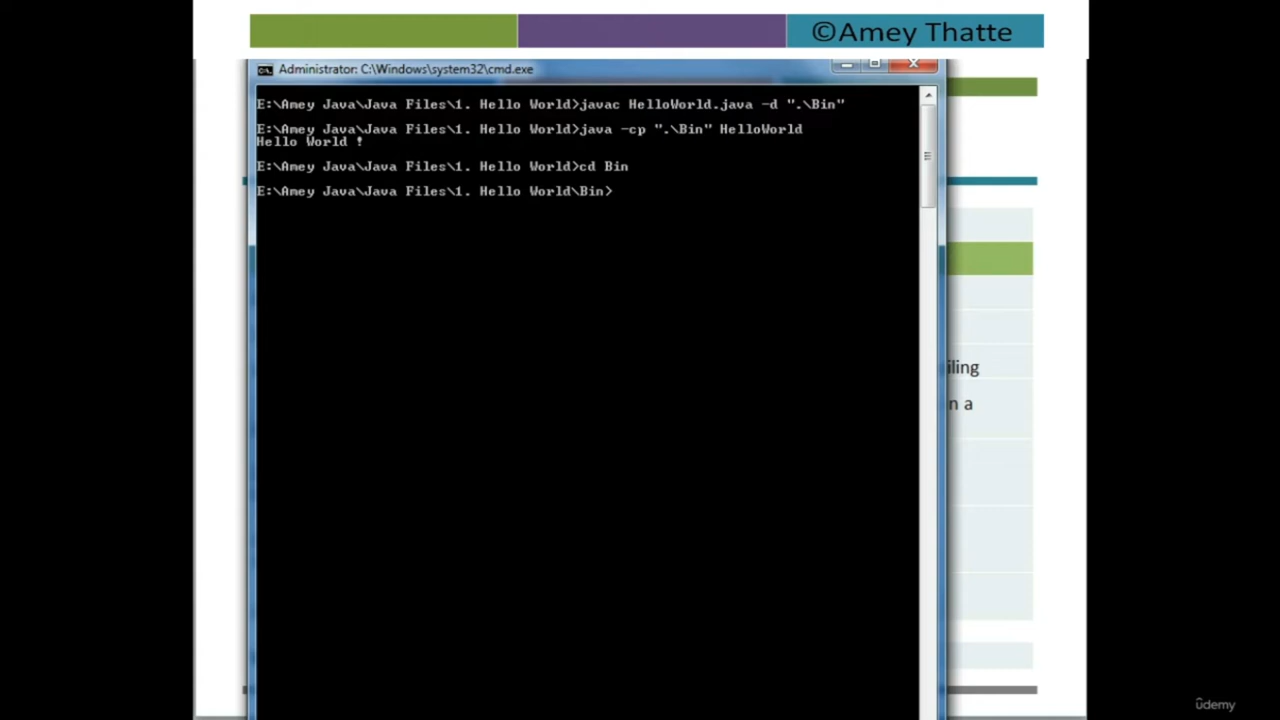 ©Amey Thatte
Administrator: C:\Windows\system32\cmd.exe
E:\Amey Java\Java Files\1. Hello World>javac HelloWorld.java -d ".\Bin"
E:\Amey Java\Java Files\1. Hello World>java -cp ".\Bin" HelloWorld
Hello World !
E:\Amey Java\Java Files\1. Hello World>cd Bin
E:\Amey Java\Java Files\1. Hello World\Bin>
iling
n a
ûdemy